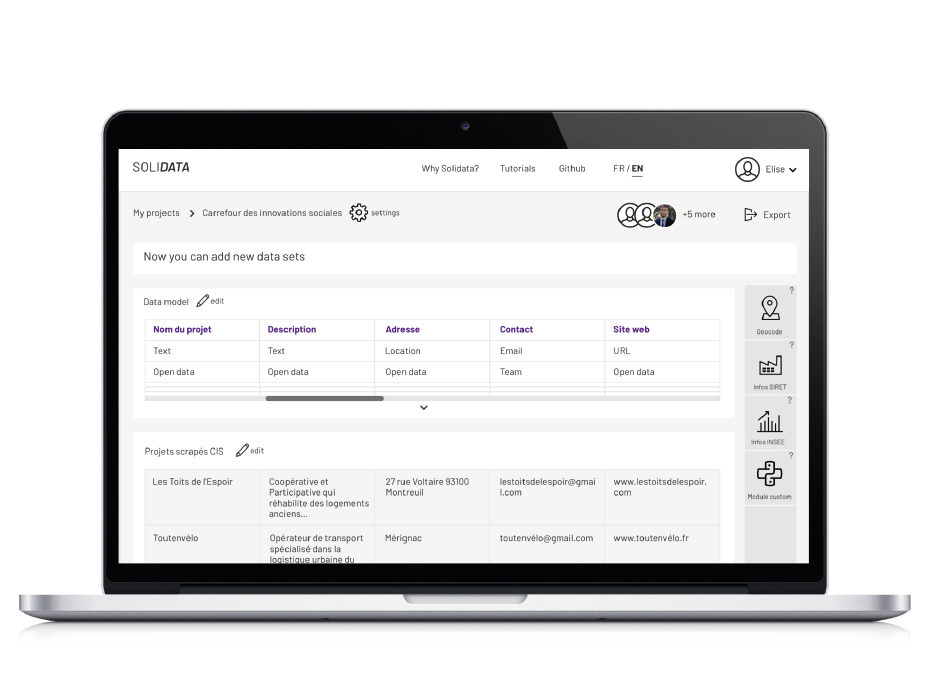 SOLIDATA Why Solidata? Tutorials Github FR / EN Elise
My projects Carrefour des innovations sociales settings +5 more Export
Now you can add new data sets
Data model edit
Nom du projet Description Adresse Contact Site web
Text Text Location Email URL
Open data Open data Open data Team Open data
?
Geocode
?
Infos SIRET
?
Infos INSEE
?
Module custom
Projets scrapés CIS edit
Les Toits de l'Espoir
Coopérative et
Participative qui
réhabilite des logements
anciens...
27 rue Voltaire 93100
Montreuil
lestoitsdelespoir@gmai
l.com
www.lestoitsdelespoir.
com
Toutenvélo
Opérateur de transport
spécialisé dans la
logistique urbaine du
Mérignac
toutenvélo@gmail.com
www.toutenvelo.fr